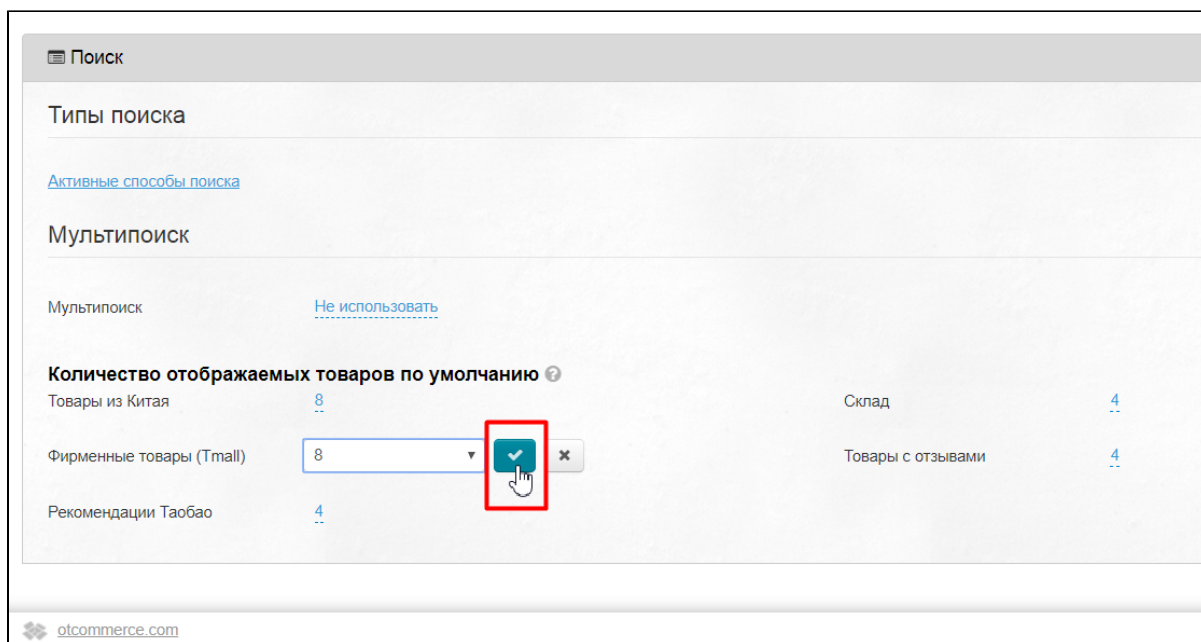 Поиск
Типы поиска
Активные способы поиска
Мультипоиск
Мультипоиск Не использовать
Количество отображаемых товаров по умолчанию
Товары из Китая 8 Склад 4
Фирменные товары (Tmall) 8 Товары с отзывами 4
Рекомендации Таобао 4
otcommerce.com